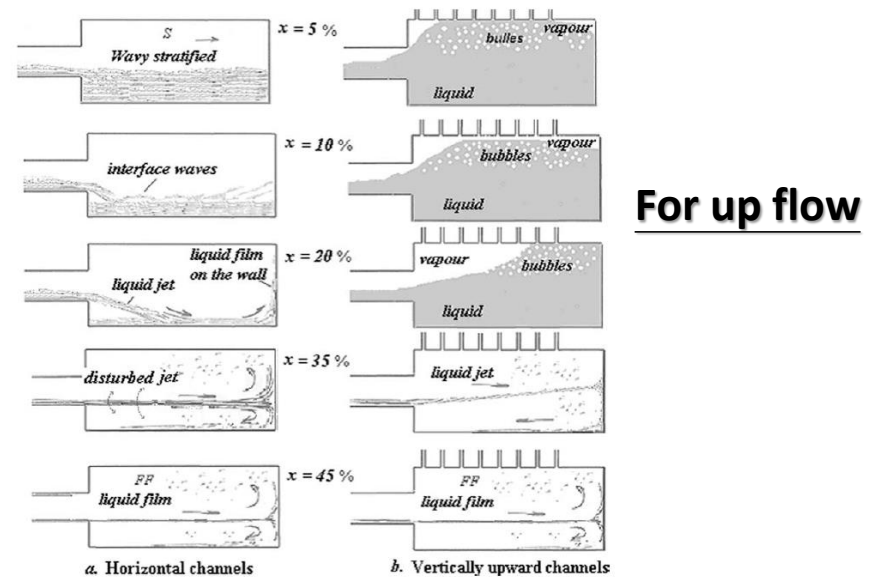 S
Wavy stratified
x = 5 %
vapour
bulles
liquid
interface waves
x = 10 %
vapour
bubbles
liquid
For up flow
liquid film
on the wall
liquid jet
x = 20 %
vapour
bubbles
liquid
disturbed jet
x = 35 %
liquid jet
FF
liquid film
x = 45 %
FF
liquid film
a. Horizontal channels
b. Vertically upward channels